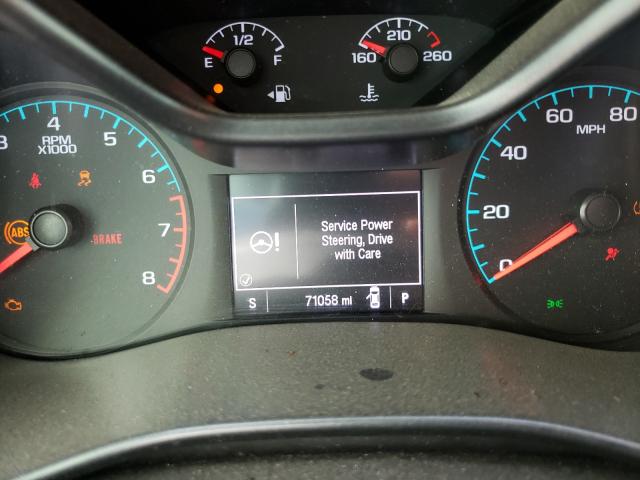 1/2
E F
210
160 260
3 4 5 6 7 8
RPM
X1000
ABS
BRAKE
Service Power
Steering, Drive
with Care
S 71058 mi P
0 20 40 60 80
MPH